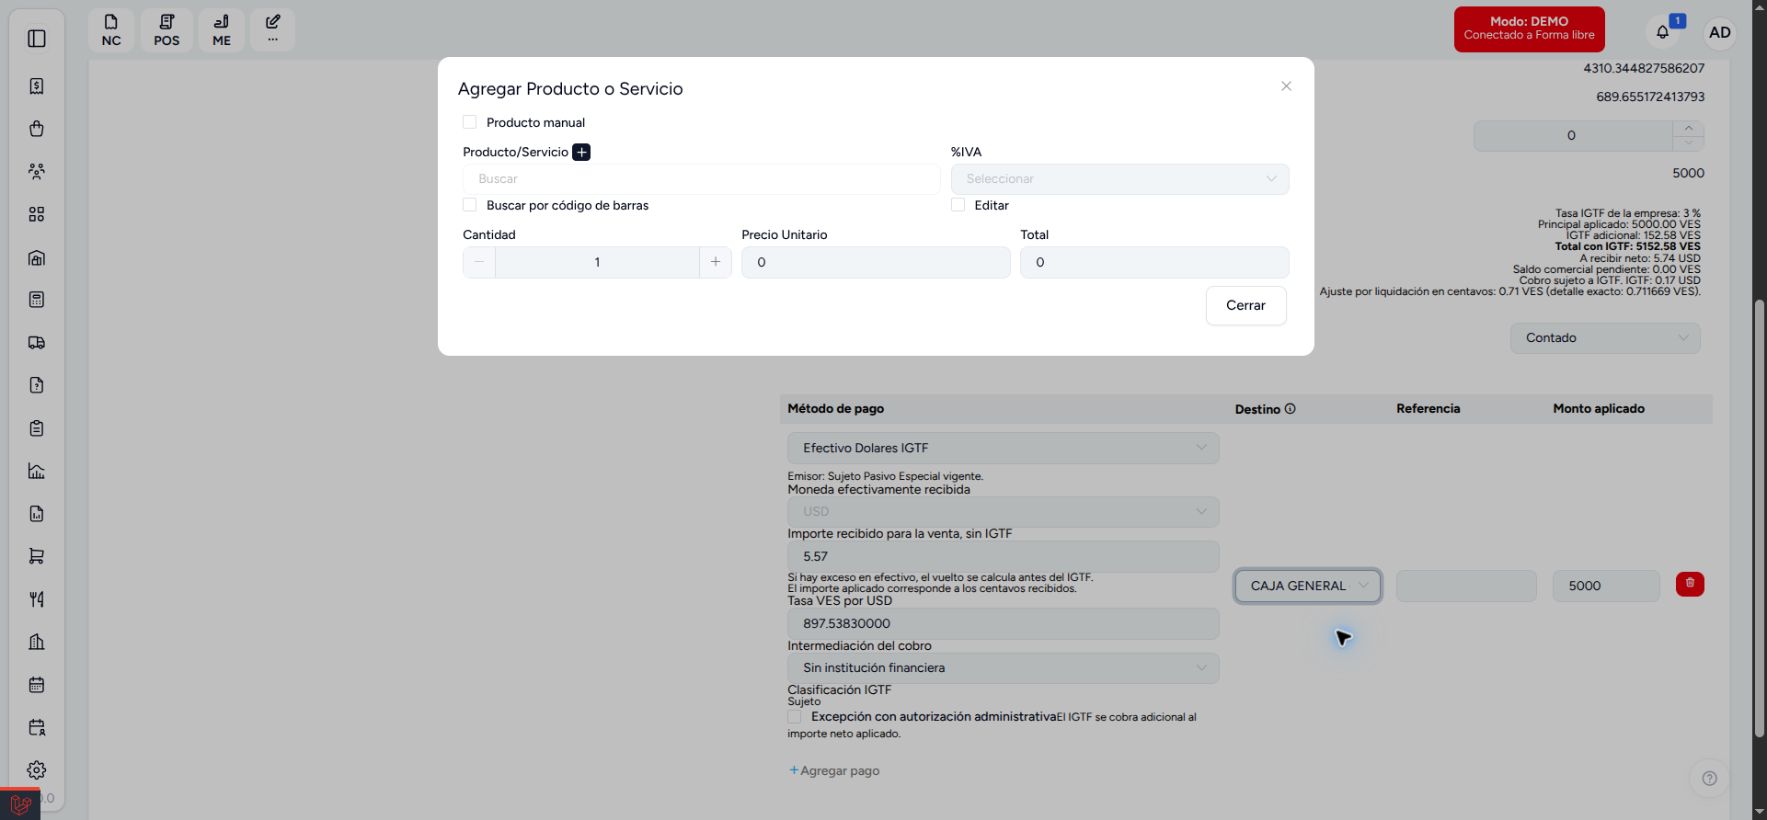 NC
POS
ME
...
Modo: DEMO
Conectado a Forma libre
1
AD
4310.344827586207
689.655172413793
0
5000
Agregar Producto o Servicio
Producto manual
Producto/Servicio
%IVA
Buscar
Seleccionar
Buscar por código de barras
Editar
Cantidad
Precio Unitario
Total
1
0
0
Cerrar
Tasa IGTF de la empresa: 3 %
Principal aplicado: 5000.00 VES
IGTF adicional: 152.58 VES
Total con IGTF: 5152.58 VES
A recibir neto: 5.74 USD
Saldo comercial pendiente: 0.00 VES
Cobro sujeto a IGTF. IGTF: 0.17 USD
Ajuste por liquidación en centavos: 0.71 VES (detalle exacto: 0.711669 VES).
Contado
Método de pago
Destino
Referencia
Monto aplicado
Efectivo Dolares IGTF
Emisor: Sujeto Pasivo Especial vigente.
Moneda efectivamente recibida
USD
Importe recibido para la venta, sin IGTF
5.57
Si hay exceso en efectivo, el vuelto se calcula antes del IGTF.
El importe aplicado corresponde a los centavos recibidos.
CAJA GENERAL
5000
Tasa VES por USD
897.53830000
Intermediación del cobro
Sin institución financiera
Clasificación IGTF
Sujeto
Excepción con autorización administrativaEl IGTF se cobra adicional al
importe neto aplicado.
+Agregar pago
.0.0